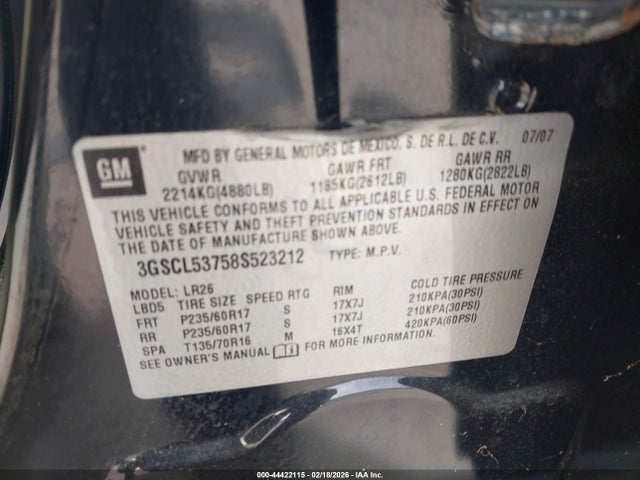 GM
MFD BY GENERAL MOTORS DE MEXICO, S. DE R.L. DE C.V. 07/07
GVWR GAWR FRT GAWR RR
2214KG(4880LB) 1185KG(2612LB) 1280KG(2822LB)
THIS VEHICLE CONFORMS TO ALL APPLICABLE U.S. FEDERAL MOTOR
VEHICLE SAFETY AND THEFT PREVENTION STANDARDS IN EFFECT ON
THE DATE OF MANUFACTURE SHOWN ABOVE.
3GSCL53758S523212 TYPE: M.P.V.
MODEL: LR26
LBD5 TIRE SIZE SPEED RTG RIM COLD TIRE PRESSURE
FRT P235/60R17 S 17X7J 210KPA(30PSI)
RR P235/60R17 S 17X7J 210KPA(30PSI)
SPA T135/70R16 M 16X4T 420KPA(60PSI)
SEE OWNER'S MANUAL FOR MORE INFORMATION.
000-44422115 - 02/18/2026 - IAAI.COM